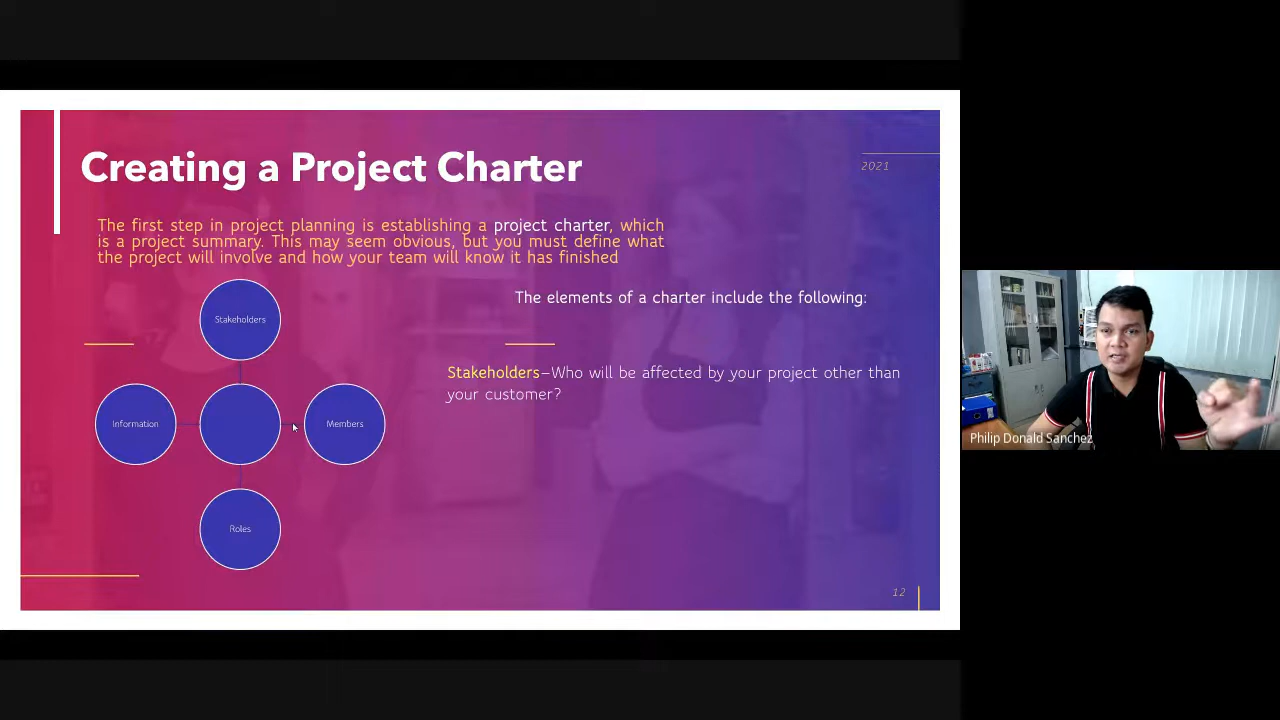 Creating a Project Charter
2021
The first step in project planning is establishing a project charter, which
is a project summary. This may seem obvious, but you must define what
the project will involve and how your team will know it has finished
The elements of a charter include the following:
Stakeholders
Stakeholders–Who will be affected by your project other than
your customer?
Information
Members
Roles
12
Philip Donald Sanchez